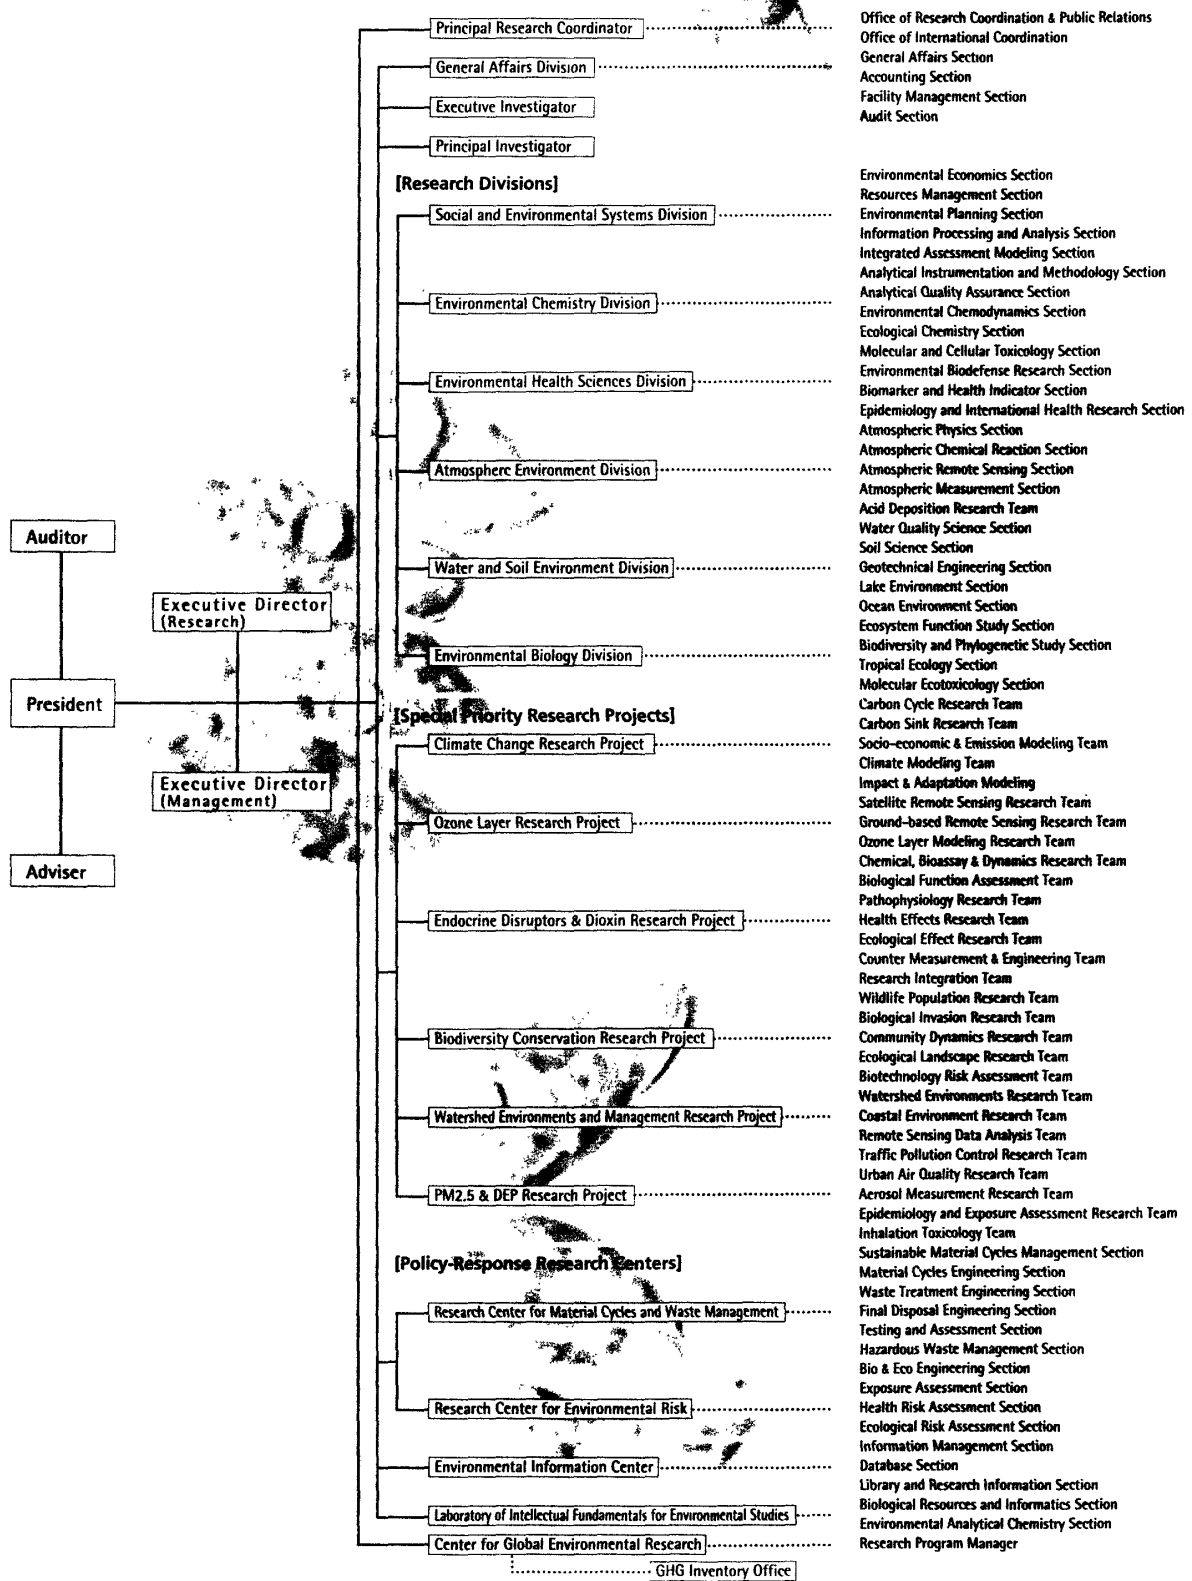 Principal Research Coordinator
General Affairs Division
Executive Investigator
Principal Investigator
[Research Divisions]
Social and Environmental Systems Division
Environmental Chemistry Division
Environmental Health Sciences Division
Atmosphere Environment Division
Water and Soil Environment Division
Environmental Biology Division
Auditor
Executive Director
(Research)
President
Executive Director
(Management)
Adviser
[Special Priority Research Projects]
Climate Change Research Project
Ozone Layer Research Project
Endocrine Disruptors & Dioxin Research Project
Biodiversity Conservation Research Project
Watershed Environments and Management Research Project
PM2.5 & DEP Research Project
[Policy-Response Research Centers]
Research Center for Material Cycles and Waste Management
Research Center for Environmental Risk
Environmental Information Center
Laboratory of Intellectual Fundamentals for Environmental Studies
Center for Global Environmental Research
GHG Inventory Office
Office of Research Coordination & Public Relations
Office of International Coordination
General Affairs Section
Accounting Section
Facility Management Section
Audit Section
Environmental Economics Section
Resources Management Section
Environmental Planning Section
Information Processing and Analysis Section
Integrated Assessment Modeling Section
Analytical Instrumentation and Methodology Section
Analytical Quality Assurance Section
Environmental Chemodynamics Section
Ecological Chemistry Section
Molecular and Cellular Toxicology Section
Environmental Biodefense Research Section
Biomarker and Health Indicator Section
Epidemiology and International Health Research Section
Atmospheric Physics Section
Atmospheric Chemical Reaction Section
Atmospheric Remote Sensing Section
Atmospheric Measurement Section
Acid Deposition Research Team
Water Quality Science Section
Soil Science Section
Geotechnical Engineering Section
Lake Environment Section
Ocean Environment Section
Ecosystem Function Study Section
Biodiversity and Phylogenetic Study Section
Tropical Ecology Section
Molecular Ecotoxicology Section
Carbon Cycle Research Team
Carbon Sink Research Team
Socio-economic & Emission Modeling Team
Climate Modeling Team
Impact & Adaptation Modeling
Satellite Remote Sensing Research Team
Ground-based Remote Sensing Research Team
Ozone Layer Modeling Research Team
Chemical, Bioassay & Dynamics Research Team
Biological Function Assessment Team
Pathophysiology Research Team
Health Effects Research Team
Ecological Effect Research Team
Counter Measurement & Engineering Team
Research Integration Team
Wildlife Population Research Team
Biological Invasion Research Team
Community Dynamics Research Team
Ecological Landscape Research Team
Biotechnology Risk Assessment Team
Watershed Environments Research Team
Coastal Environment Research Team
Remote Sensing Data Analysis Team
Traffic Pollution Control Research Team
Urban Air Quality Research Team
Aerosol Measurement Research Team
Epidemiology and Exposure Assessment Research Team
Inhalation Toxicology Team
Sustainable Material Cycles Management Section
Material Cycles Engineering Section
Waste Treatment Engineering Section
Final Disposal Engineering Section
Testing and Assessment Section
Hazardous Waste Management Section
Bio & Eco Engineering Section
Exposure Assessment Section
Health Risk Assessment Section
Ecological Risk Assessment Section
Information Management Section
Database Section
Library and Research Information Section
Biological Resources and Informatics Section
Environmental Analytical Chemistry Section
Research Program Manager